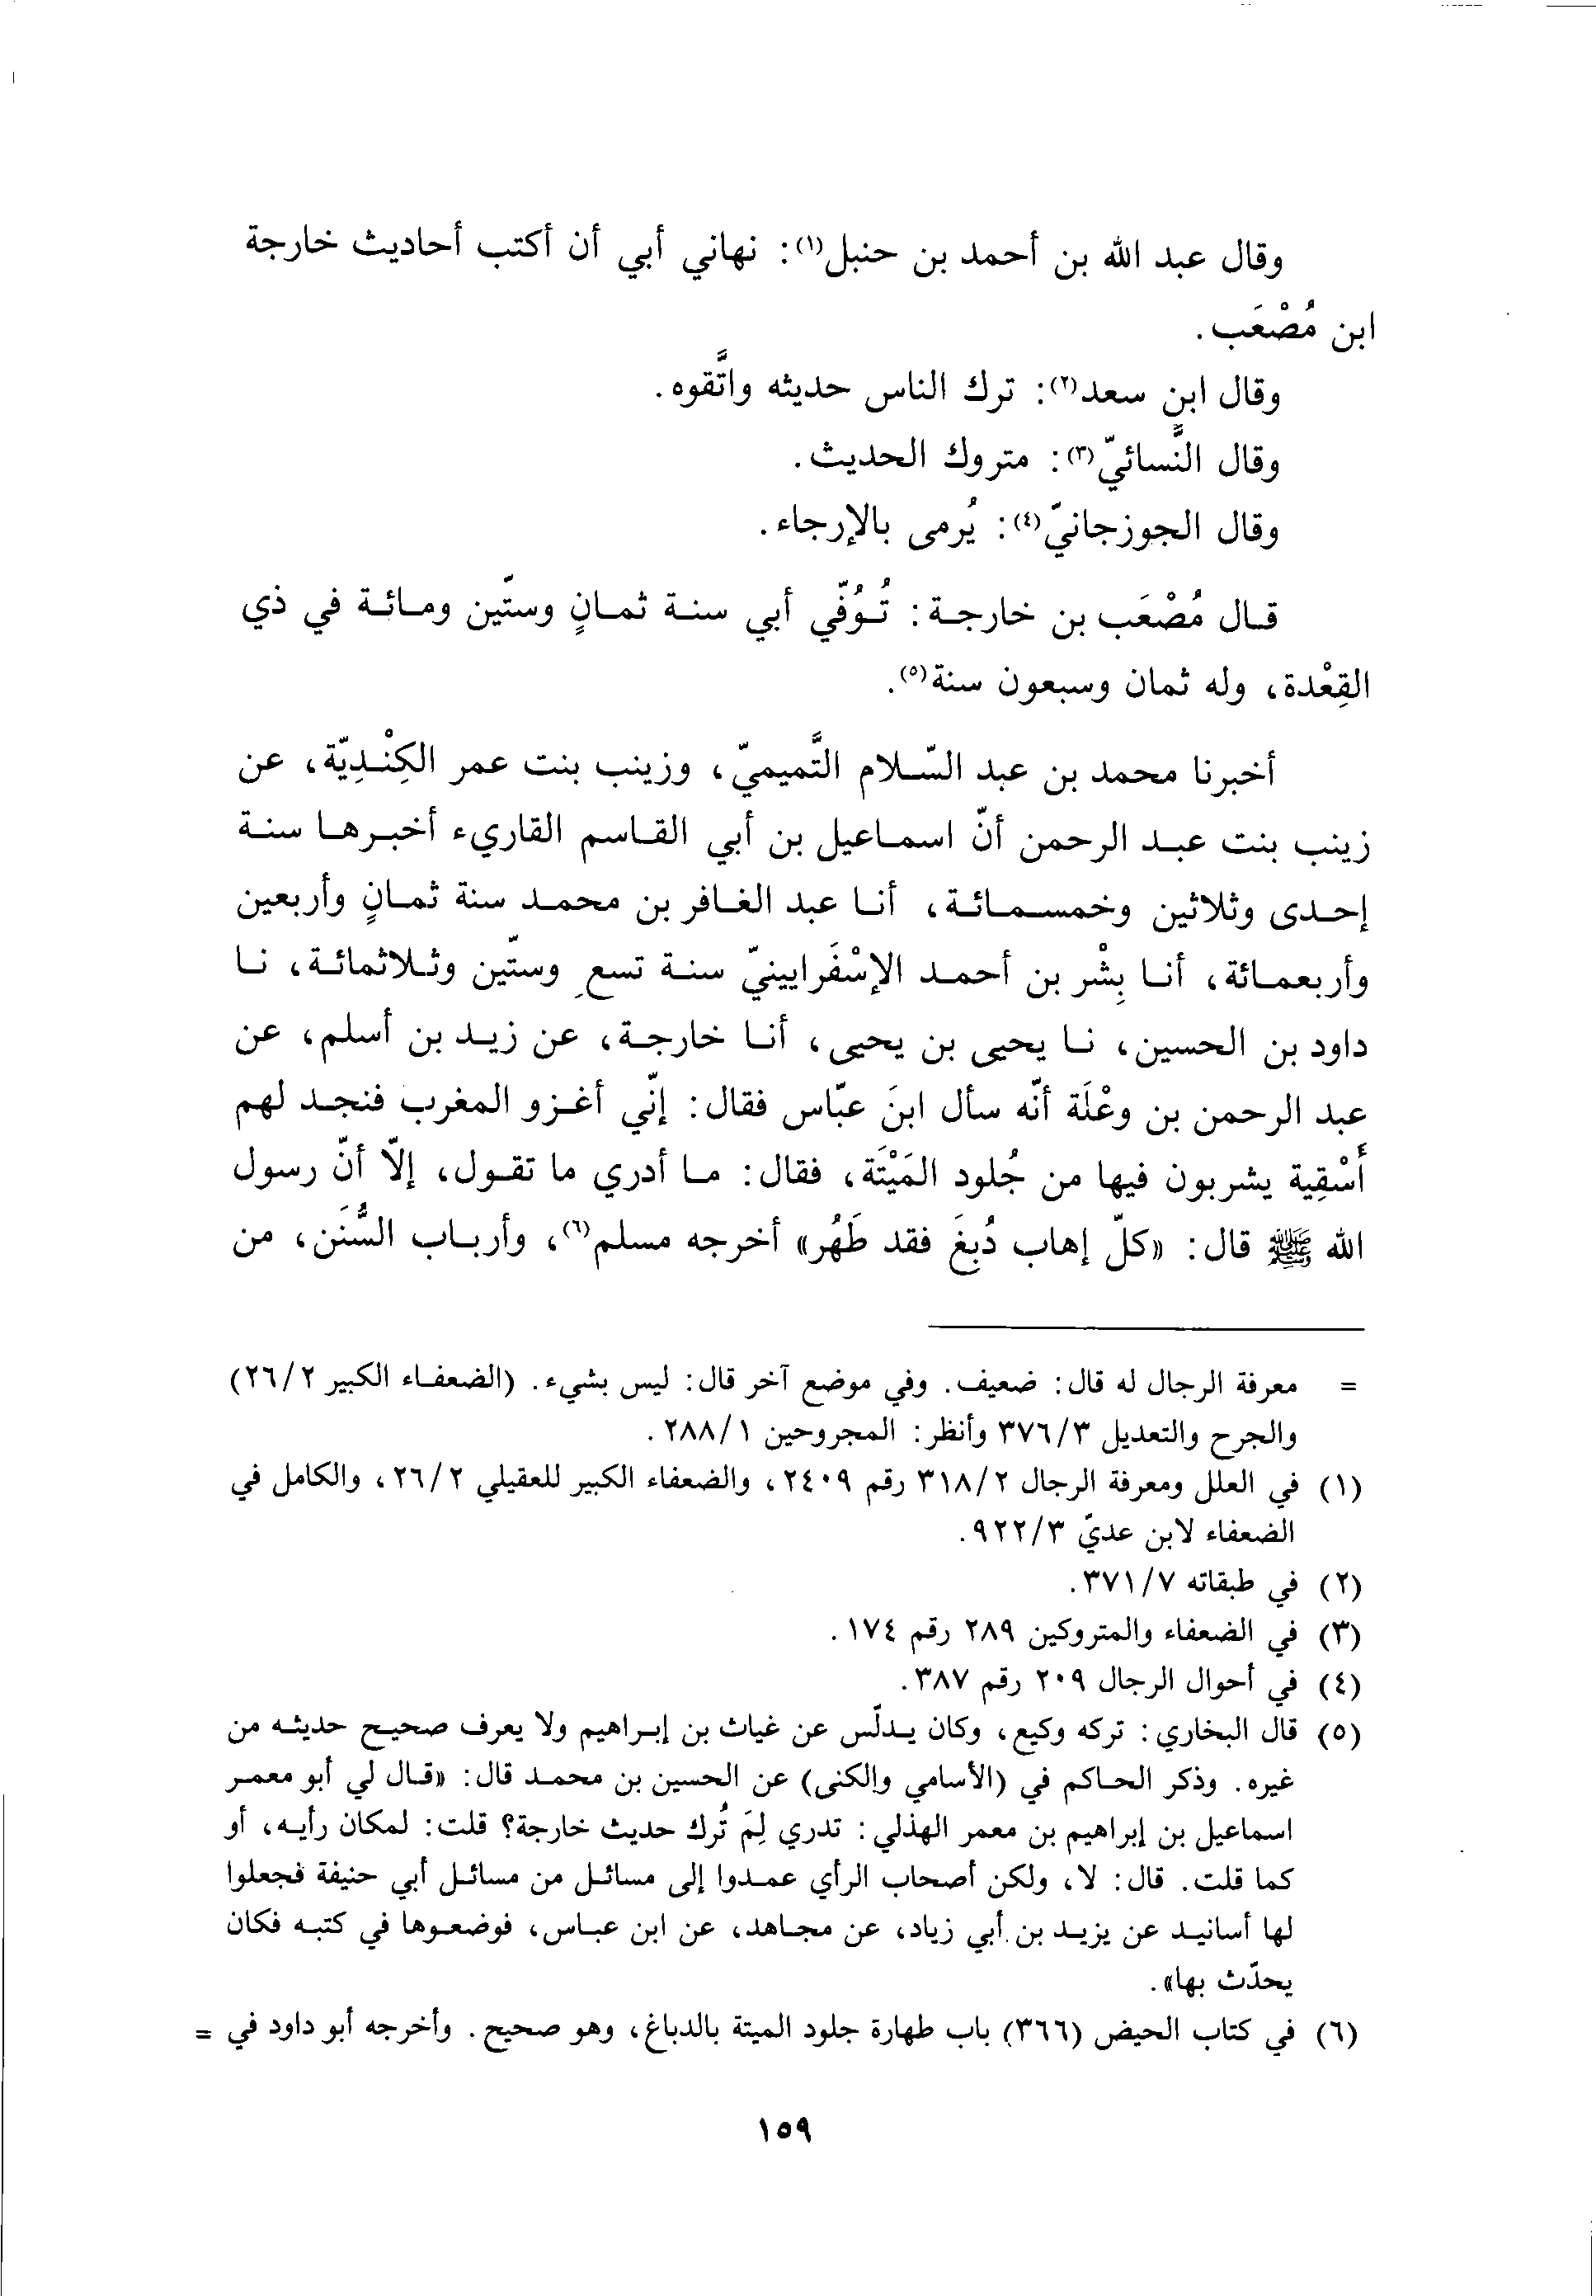 وقال عبد الله بن أحمد بن حنبل(١): نهاني أبي أن أكتب أحاديث خارجة
ابن مُصْعَب.
وقال ابن سعد(٢): ترك الناس حديثه واتَّقوه.
وقال النَّسائيّ(٣): متروك الحديث.
وقال الجوزجانيّ(٤): يُرمى بالإرجاء.
قال مُصْعَب بن خارجة: تُوُفّي أبي سنة ثمانٍ وستّين ومائة في ذي
القِعْدة، وله ثمان وسبعون سنة(٥).
أخبرنا محمد بن عبد السّلام التَّميميّ، وزينب بنت عمر الكِنْدِيّة، عن
زينب بنت عبد الرحمن أنّ اسماعيل بن أبي القاسم القاريء أخبرها سنة
إحدى وثلاثين وخمسمائة، أنا عبد الغافر بن محمد سنة ثمانٍ وأربعين
وأربعمائة، أنا بِشْر بن أحمد الإسْفَرايينيّ سنة تسعٍ وستّين وثلاثمائة، نا
داود بن الحسين، نا يحيى بن يحيى، أنا خارجة، عن زيد بن أسلم، عن
عبد الرحمن بن وعْلَة أنّه سأل ابنَ عبّاس فقال: إنّي أغزو المغرب فنجد لهم
أَسْقِية يشربون فيها من جُلود المَيْتَة، فقال: ما أدري ما تقول، إلاّ أنّ رسول
الله ﷺ قال: «كلّ إهاب دُبِغَ فقد طَهُر» أخرجه مسلم(٦)، وأرباب السُّنَن، من
= معرفة الرجال له قال: ضعيف. وفي موضع آخر قال: ليس بشيء. (الضعفاء الكبير ٢٦/٢)
والجرح والتعديل ٣٧٦/٣ وأنظر: المجروحين ٢٨٨/١.
(١) في العلل ومعرفة الرجال ٣١٨/٢ رقم ٢٤٠٩، والضعفاء الكبير للعقيلي ٢٦/٢، والكامل في
الضعفاء لابن عديّ ٩٢٢/٣.
(٢) في طبقاته ٣٧١/٧.
(٣) في الضعفاء والمتروكين ٢٨٩ رقم ١٧٤.
(٤) في أحوال الرجال ٢٠٩ رقم ٣٨٧.
(٥) قال البخاري: تركه وكيع، وكان يدلّس عن غياث بن إبراهيم ولا يعرف صحيح حديثه من
غيره. وذكر الحاكم في (الأسامي والكنى) عن الحسين بن محمد قال: «قال لي أبو معمر
اسماعيل بن إبراهيم بن معمر الهذلي: تدري لِمَ تُرك حديث خارجة؟ قلت: لمكان رأيه، أو
كما قلت. قال: لا، ولكن أصحاب الرأي عمدوا إلى مسائل من مسائل أبي حنيفة فجعلوا
لها أسانيد عن يزيد بن أبي زياد، عن مجاهد، عن ابن عباس، فوضعوها في كتبه فكان
يحدّث بها».
(٦) في كتاب الحيض (٣٦٦) باب طهارة جلود الميتة بالدباغ، وهو صحيح. وأخرجه أبو داود في =
١٥٩